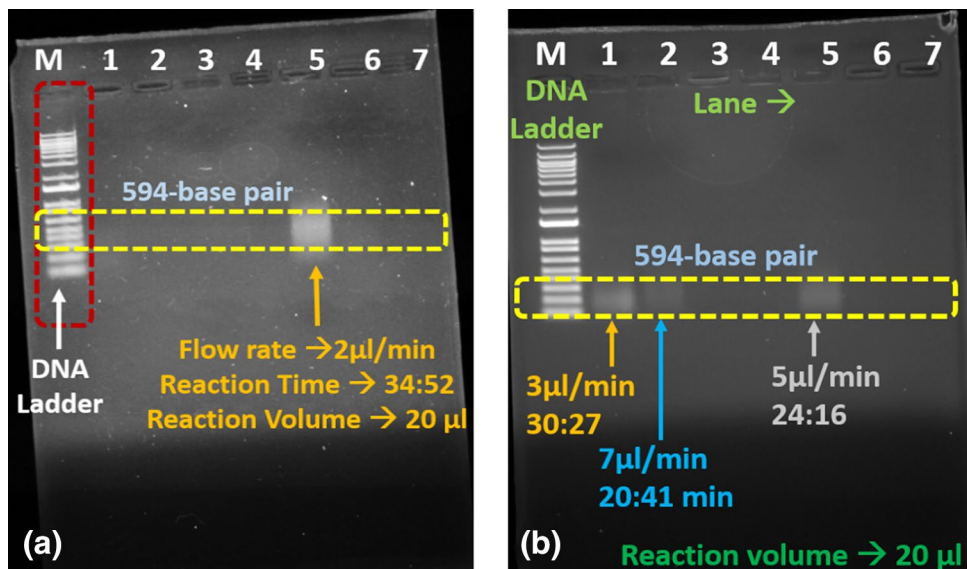 M 1 2 3 4 5 6 7
594-base pair
Flow rate →2µl/min
Reaction Time → 34:52
Reaction Volume → 20 µl
DNA
Ladder
(a)
M 1 2 3 4 5 6 7
DNA
Ladder
Lane →
594-base pair
3µl/min
30:27
7µl/min
20:41 min
5µl/min
24:16
(b)
Reaction volume → 20 µl